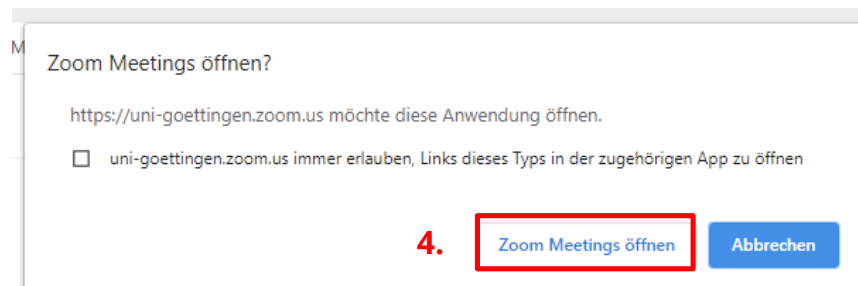 M
Zoom Meetings öffnen?
https://uni-goettingen.zoom.us möchte diese Anwendung öffnen.
uni-goettingen.zoom.us immer erlauben, Links dieses Typs in der zugehörigen App zu öffnen
4. Zoom Meetings öffnen Abbrechen